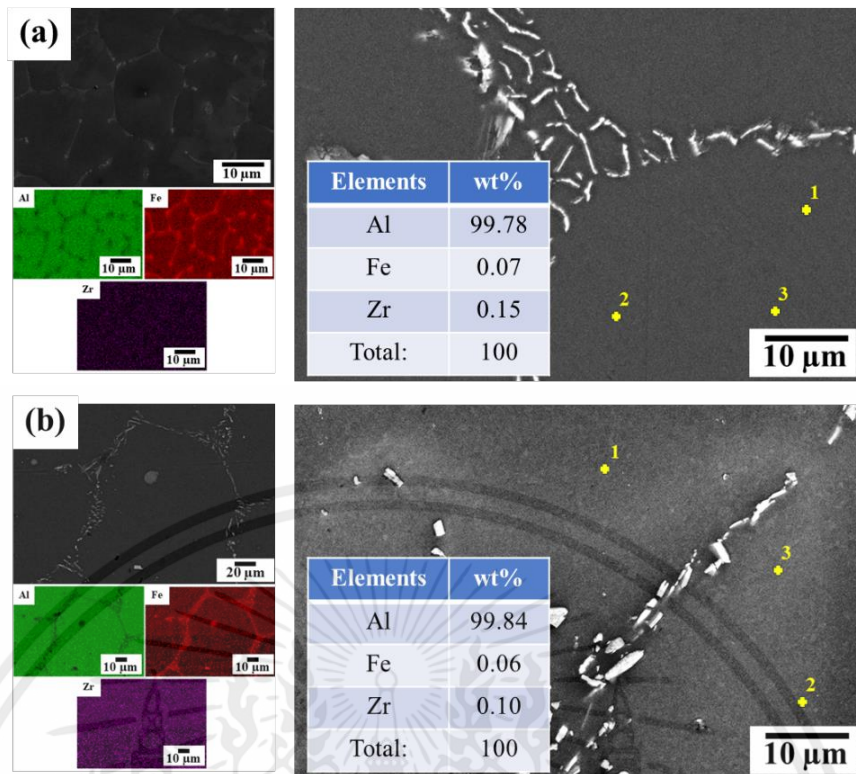 (a)
10 µm
Al
10 µm
Fe
10 µm
Zr
10 µm
Elements wt%
Al 99.78
Fe 0.07
Zr 0.15
Total: 100
1
2
3
10 µm
(b)
20 µm
Al
10 µm
Fe
10 µm
Zr
10 µm
1
Elements wt%
Al 99.84
Fe 0.06
Zr 0.10
Total: 100
3
2
10 µm